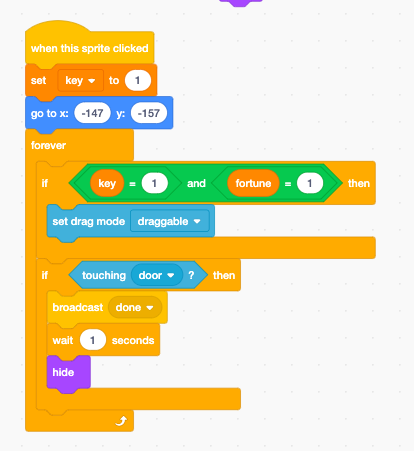 when this sprite clicked
set key to 1
go to x: -147 y: -157
forever
if key = 1 and fortune = 1 then
set drag mode draggable
if touching door ? then
broadcast done
wait 1 seconds
hide